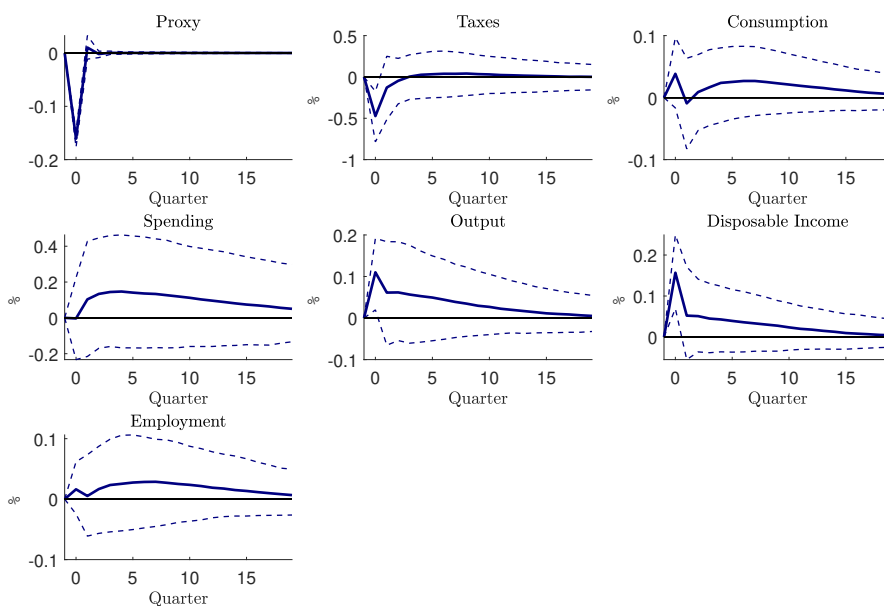 Proxy
0
-0.1
-0.2
0 5 10 15
Quarter
Taxes
0.5
0
-0.5
-1
%
0 5 10 15
Quarter
Consumption
0.1
0
-0.1
%
0 5 10 15
Quarter
Spending
0.4
0.2
0
-0.2
%
0 5 10 15
Quarter
Output
0.2
0.1
0
-0.1
%
0 5 10 15
Quarter
Disposable Income
0.2
0.1
0
%
0 5 10 15
Quarter
Employment
0.1
0
-0.1
%
0 5 10 15
Quarter